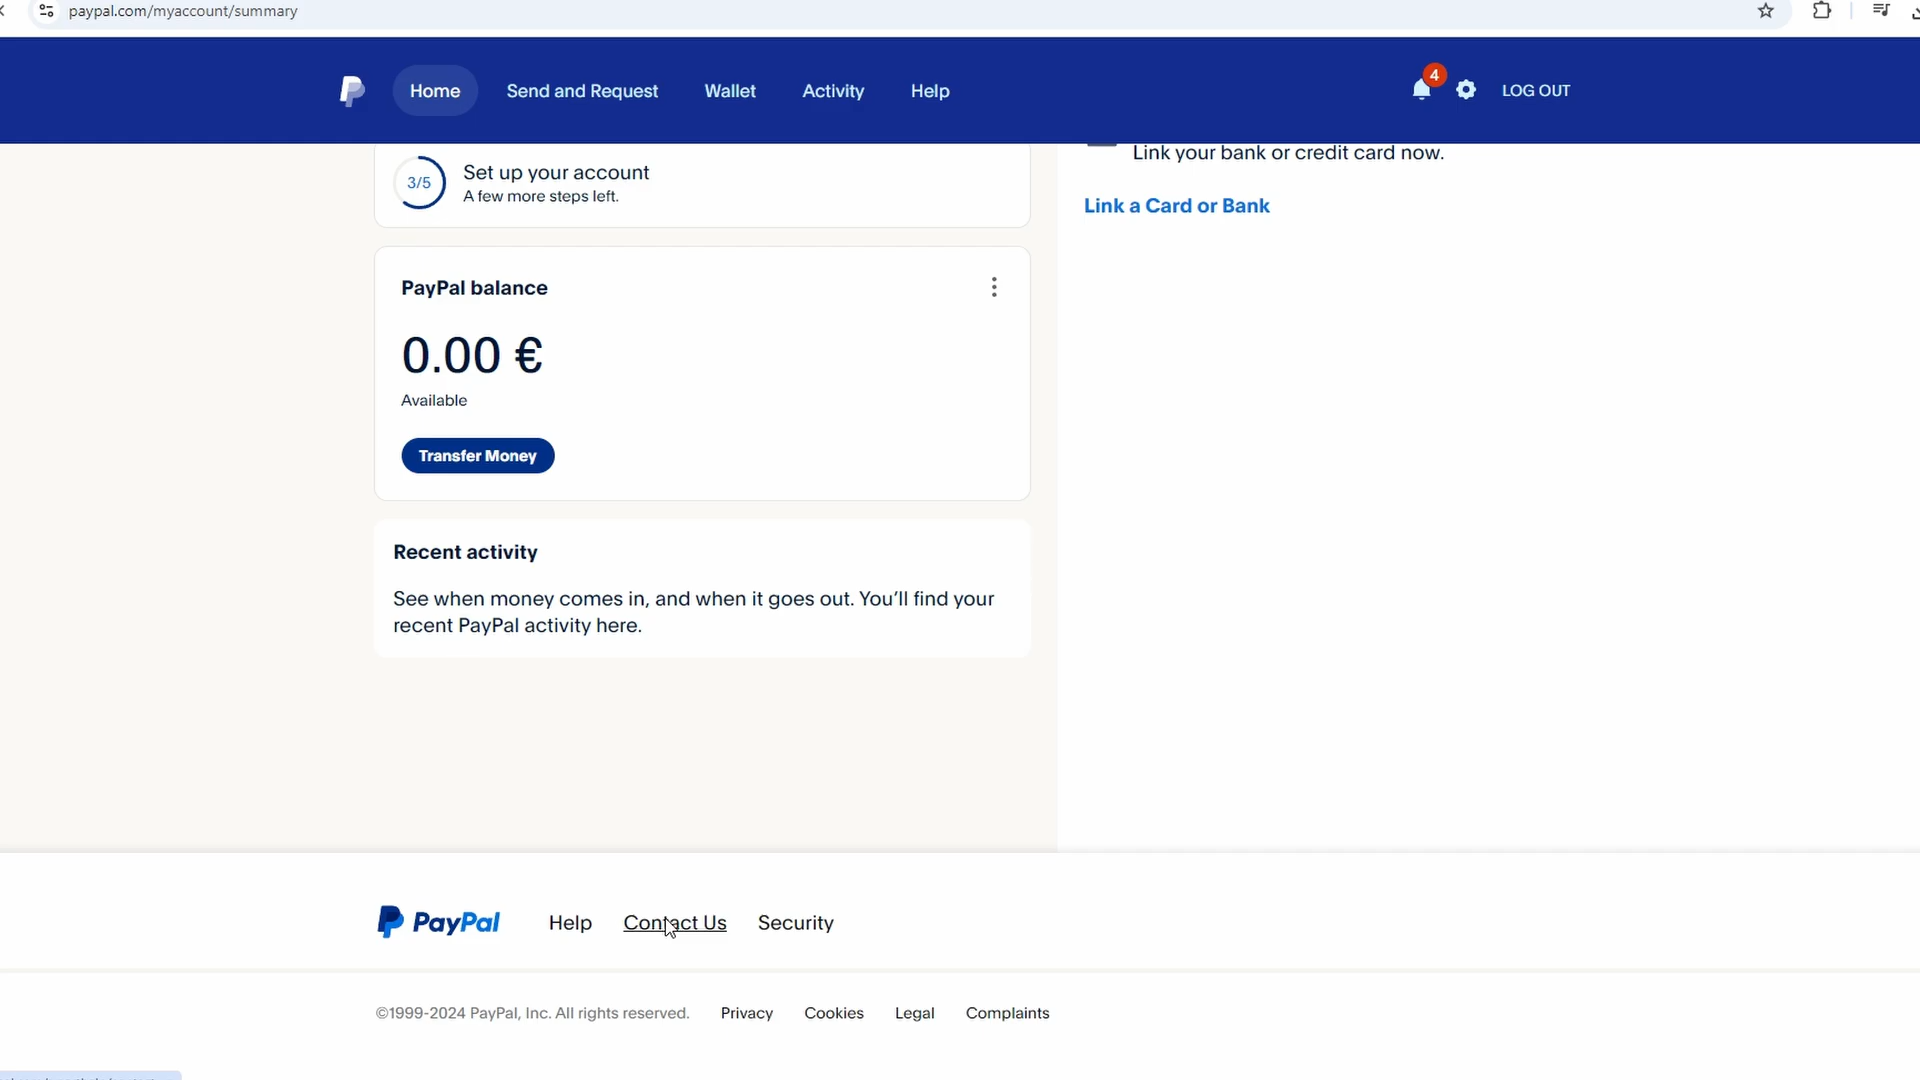 paypal.com/myaccount/summary
Home
Send and Request
Wallet
Activity
Help
4
LOG OUT
3/5
Set up your account
A few more steps left.
Link your bank or credit card now.
Link a Card or Bank
PayPal balance
0.00 €
Available
Transfer Money
Recent activity
See when money comes in, and when it goes out. You’ll find your
recent PayPal activity here.
PayPal
Help
Contact Us
Security
©1999-2024 PayPal, Inc. All rights reserved.
Privacy
Cookies
Legal
Complaints